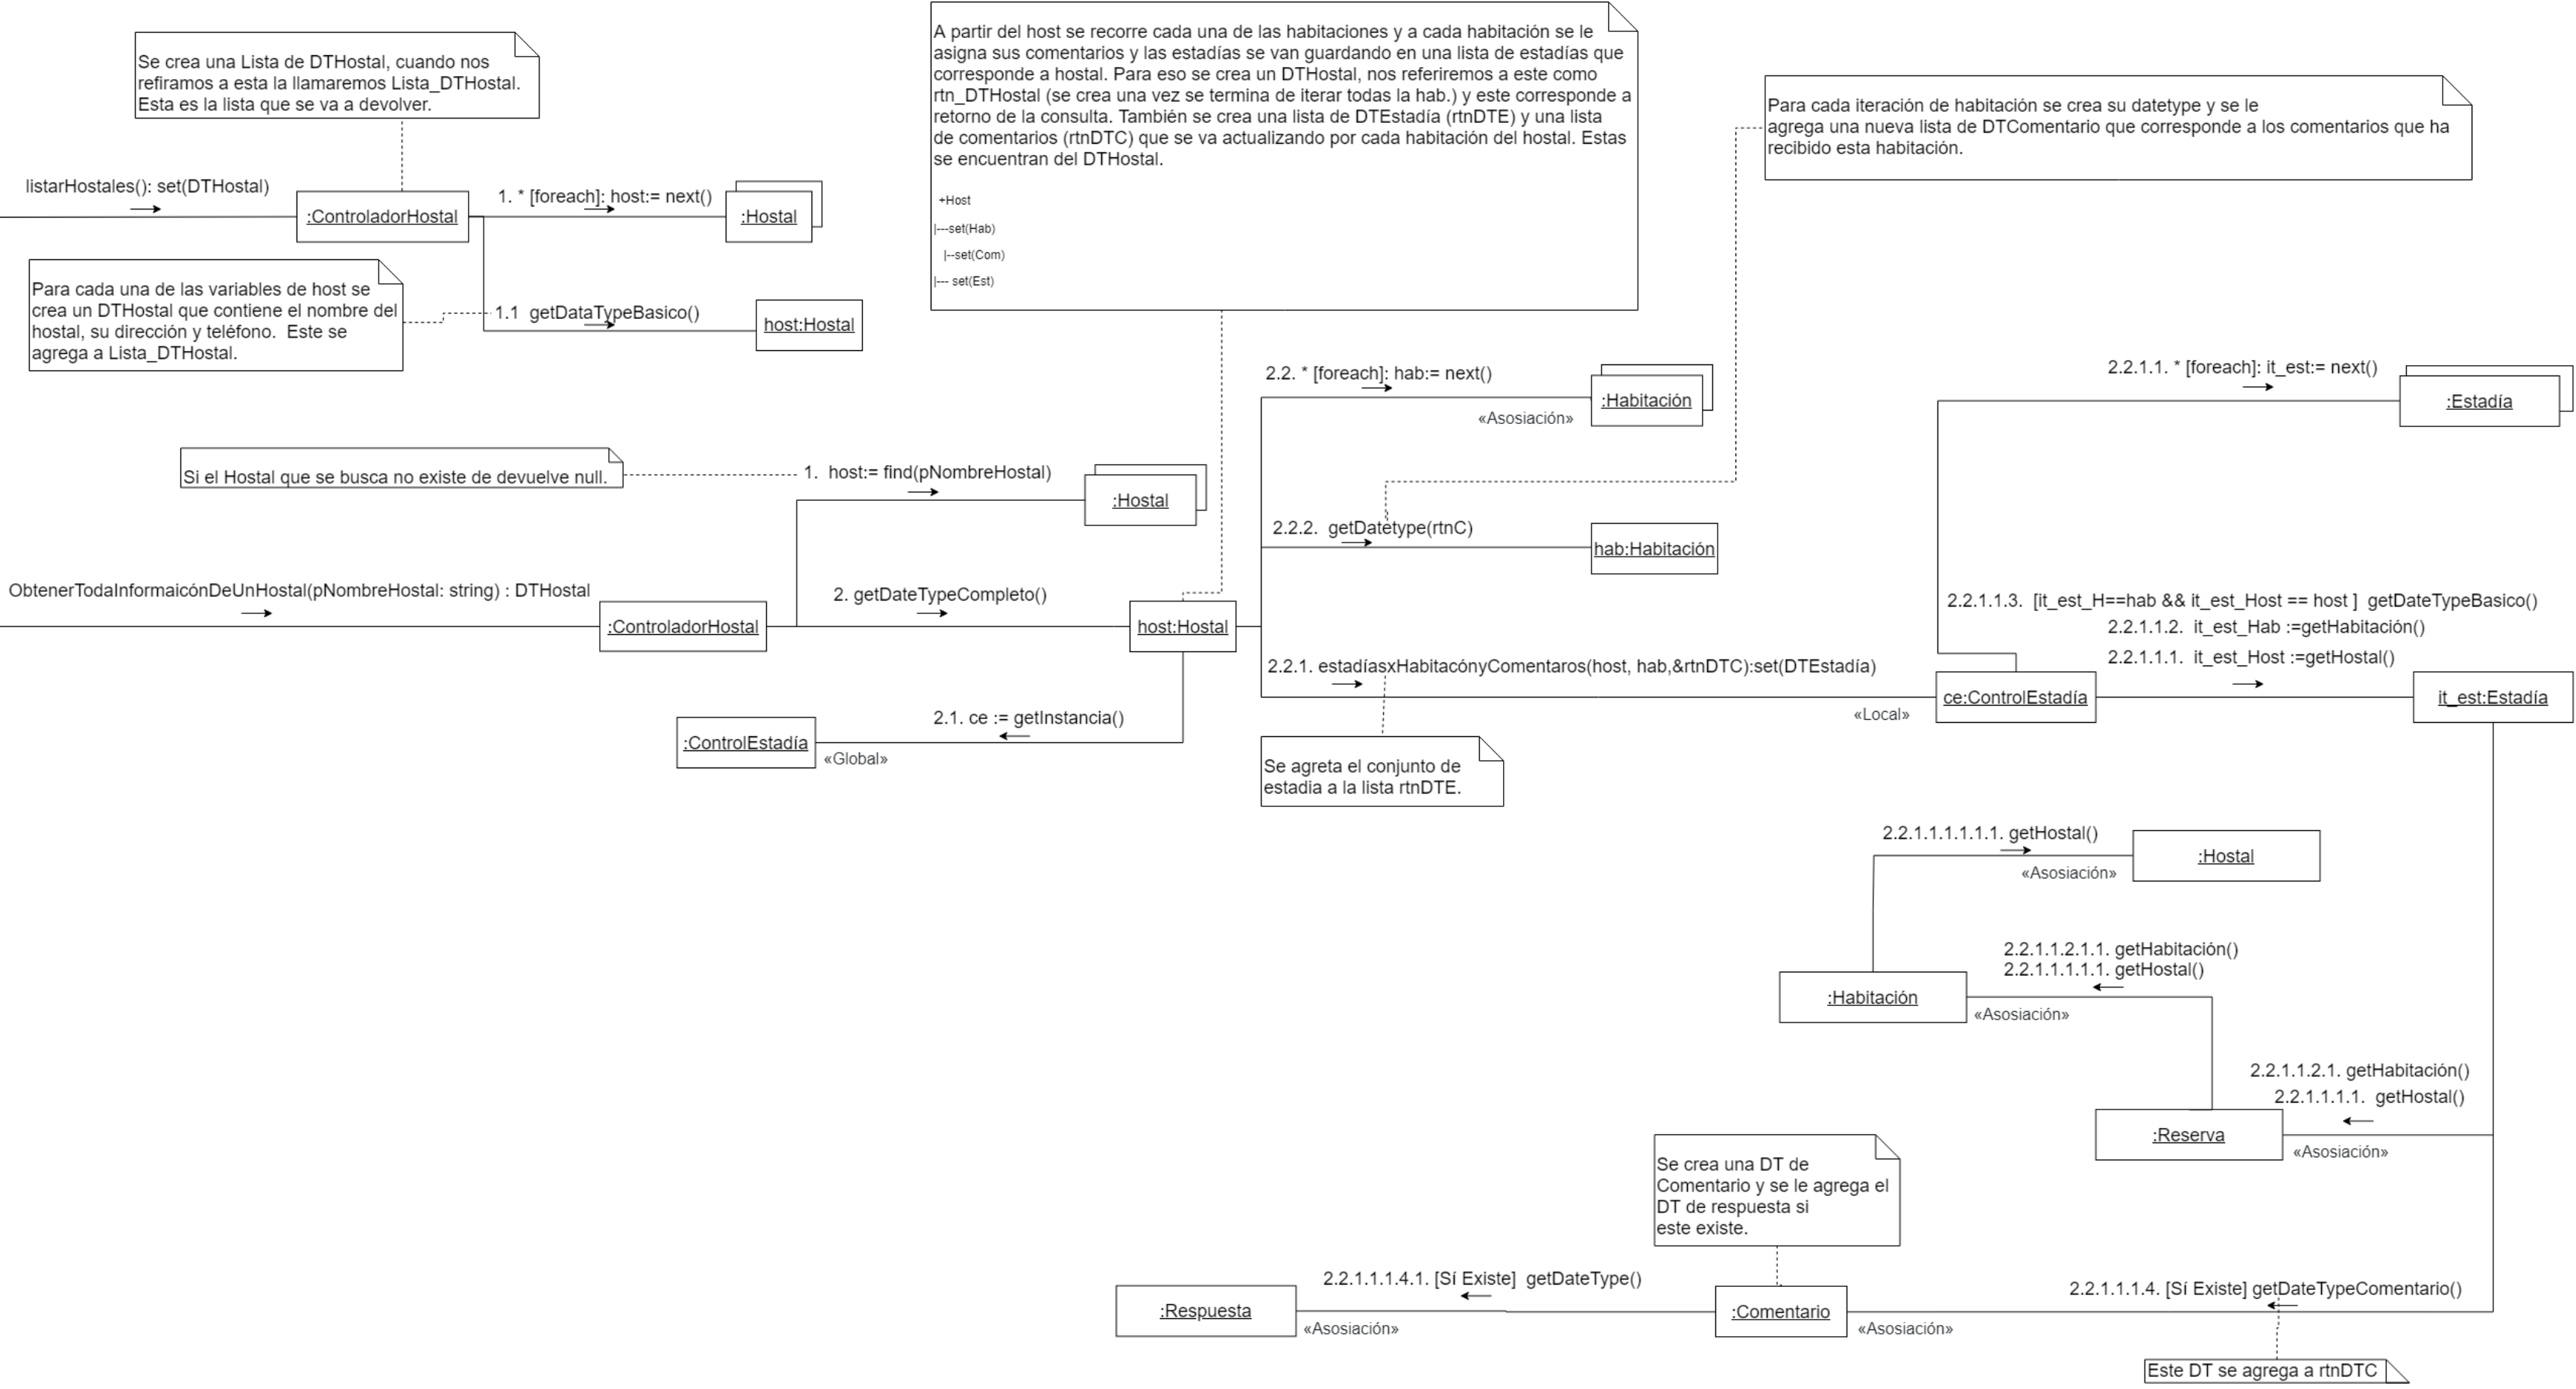 Se crea una Lista de DTHostal, cuando nos
refiramos a esta la llamaremos Lista_DTHostal.
Esta es la lista que se va a devolver.
listarHostales(): set(DTHostal)
:ControladorHostal
1. * [foreach]: host:= next()
:Hostal
Para cada una de las variables de host se
crea un DTHostal que contiene el nombre del
hostal, su dirección y teléfono. Este se
agrega a Lista_DTHostal.
1.1 getDataTypeBasico()
host:Hostal
A partir del host se recorre cada una de las habitaciones y a cada habitación se le
asigna sus comentarios y las estadías se van guardando en una lista de estadías que
corresponde a hostal. Para eso se crea un DTHostal, nos referiremos a este como
rtn_DTHostal (se crea una vez se termina de iterar todas la hab.) y este corresponde a
retorno de la consulta. También se crea una lista de DTEstadía (rtnDTE) y una lista
de comentarios (rtnDTC) que se va actualizando por cada habitación del hostal. Estas
se encuentran del DTHostal.
+Host
|---set(Hab)
|--set(Com)
|--- set(Est)
Para cada iteración de habitación se crea su datetype y se le
agrega una nueva lista de DTComentario que corresponde a los comentarios que ha
recibido esta habitación.
Si el Hostal que se busca no existe de devuelve null.
1. host:= find(pNombreHostal)
:Hostal
ObtenerTodaInformaicónDeUnHostal(pNombreHostal: string) : DTHostal
:ControladorHostal
2. getDateTypeCompleto()
host:Hostal
2.1. ce := getInstancia()
:ControlEstadía
«Global»
2.2. * [foreach]: hab:= next()
«Asosiación»
:Habitación
2.2.2. getDatetype(rtnC)
hab:Habitación
2.2.1. estadíasxHabitacónyComentaros(host, hab,&rtnDTC):set(DTEstadía)
«Local»
ce:ControlEstadía
Se agreta el conjunto de
estadia a la lista rtnDTE.
2.2.1.1. * [foreach]: it_est:= next()
:Estadía
2.2.1.1.3. [it_est_H==hab && it_est_Host == host ] getDateTypeBasico()
2.2.1.1.2. it_est_Hab :=getHabitación()
2.2.1.1.1. it_est_Host :=getHostal()
it_est:Estadía
2.2.1.1.1.1.1.1. getHostal()
«Asosiación»
:Hostal
2.2.1.1.2.1.1. getHabitación()
2.2.1.1.1.1.1. getHostal()
:Habitación
«Asosiación»
2.2.1.1.2.1. getHabitación()
2.2.1.1.1.1. getHostal()
:Reserva
«Asosiación»
Se crea una DT de
Comentario y se le agrega el
DT de respuesta si
este existe.
2.2.1.1.1.4.1. [Sí Existe] getDateType()
:Respuesta
«Asosiación»
:Comentario
2.2.1.1.1.4. [Sí Existe] getDateTypeComentario()
«Asosiación»
Este DT se agrega a rtnDTC